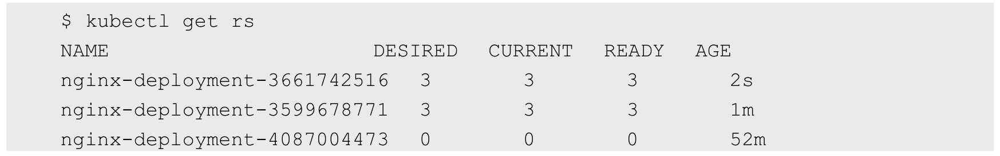 $ kubectl get rs
NAME DESIRED CURRENT READY AGE
nginx-deployment-3661742516 3 3 3 2s
nginx-deployment-3599678771 3 3 3 1m
nginx-deployment-4087004473 0 0 0 52m